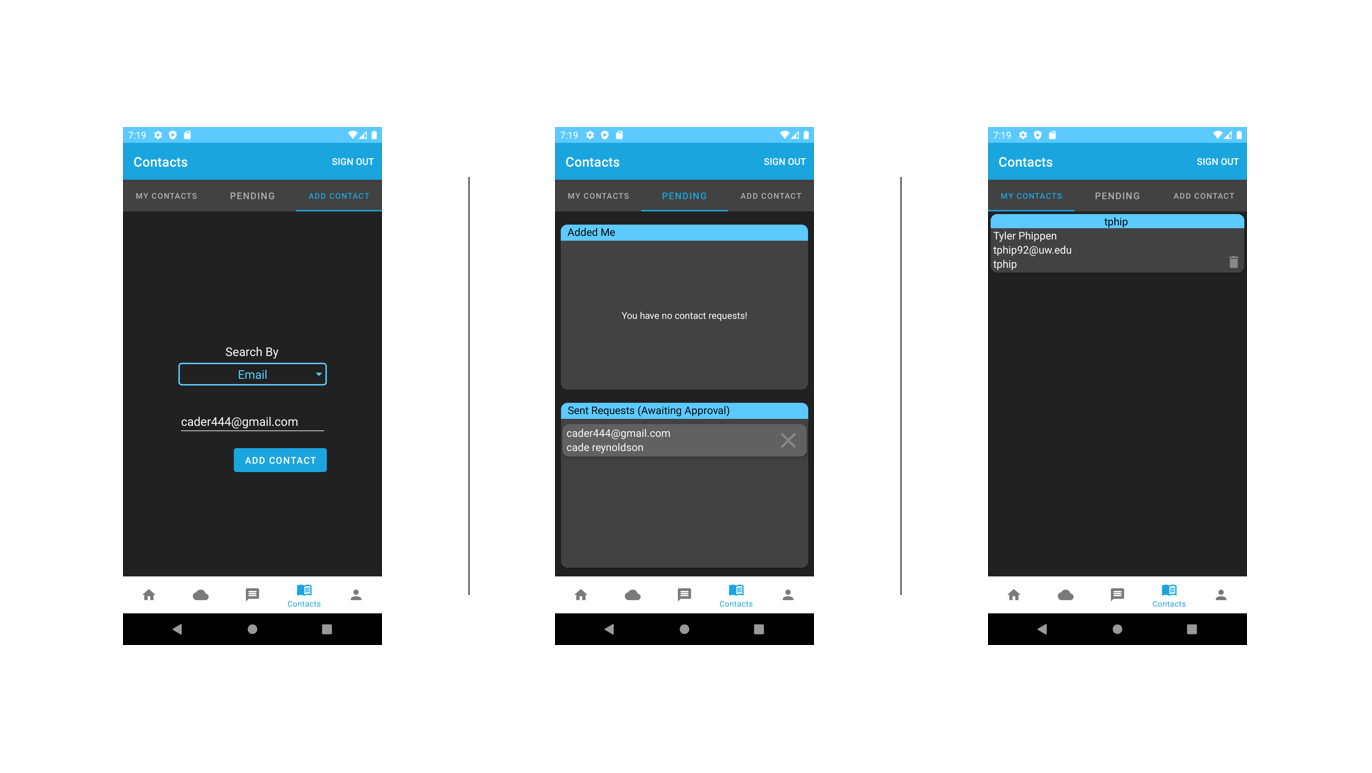 7:19
Contacts SIGN OUT
MY CONTACTS PENDING ADD CONTACT
Search By
Email
cader444@gmail.com
ADD CONTACT
Contacts
7:19
Contacts SIGN OUT
MY CONTACTS PENDING ADD CONTACT
Added Me
You have no contact requests!
Sent Requests (Awaiting Approval)
cader444@gmail.com
cade reynoldson
Contacts
7:19
Contacts SIGN OUT
MY CONTACTS PENDING ADD CONTACT
tphip
Tyler Phippen
tphip92@uw.edu
tphip
Contacts